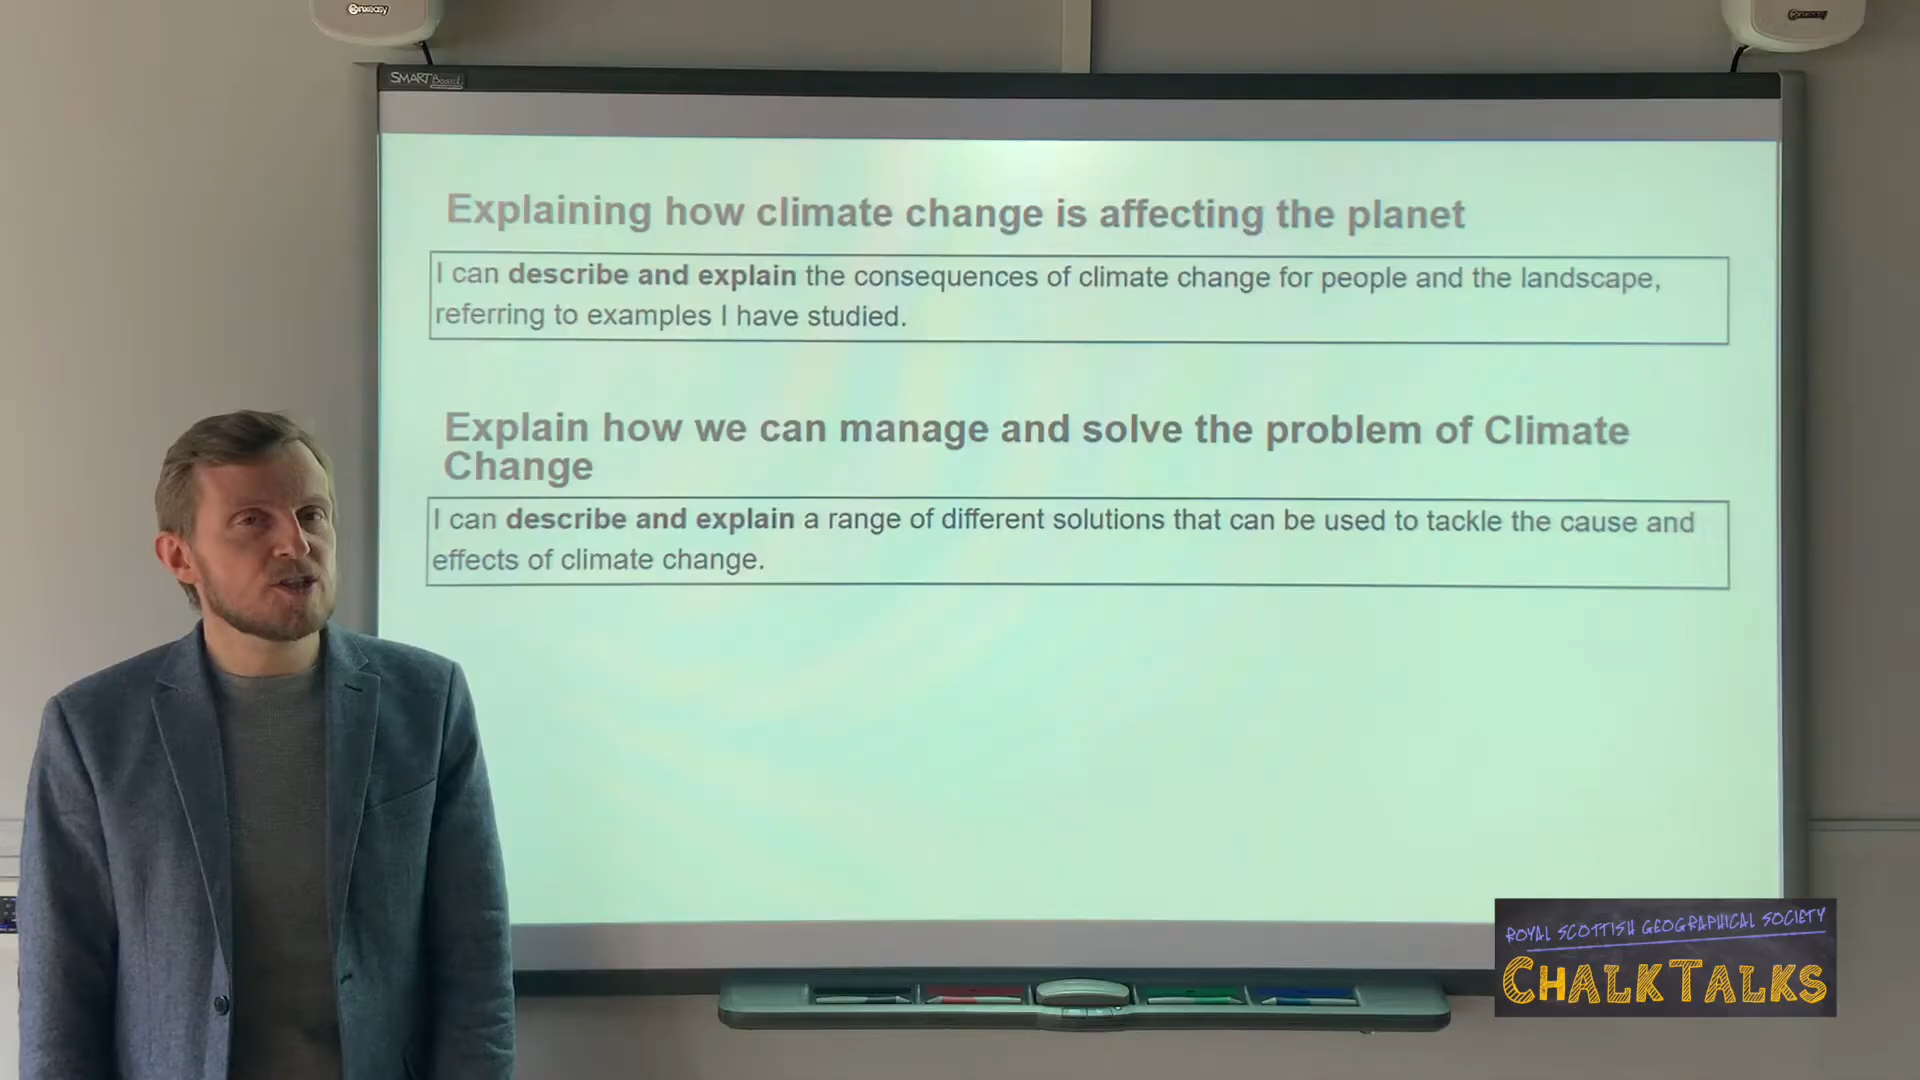 SMART Board
Explaining how climate change is affecting the planet
I can describe and explain the consequences of climate change for people and the landscape,
referring to examples I have studied.
Explain how we can manage and solve the problem of Climate
Change
I can describe and explain a range of different solutions that can be used to tackle the cause and
effects of climate change.
ROYAL SCOTTISH GEOGRAPHICAL SOCIETY
CHALKTALKS